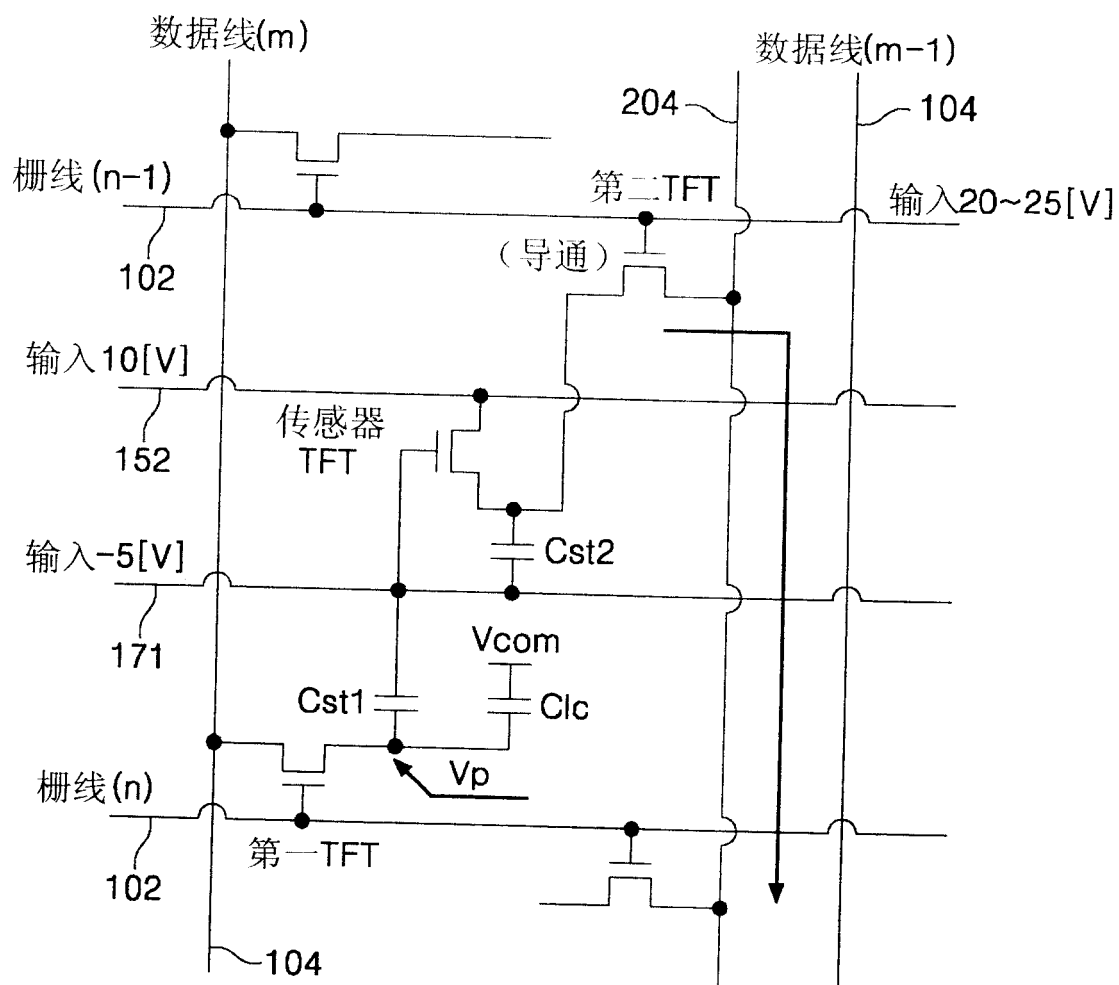 数据线(m)
数据线(m-1)
204
104
栅线(n-1)
第二TFT
输入20~25[V]
(导通)
102
输入10[V]
传感器
TFT
152
Cst2
输入-5[V]
171
Vcom
Cst1
Clc
Vp
栅线(n)
第一TFT
102
104